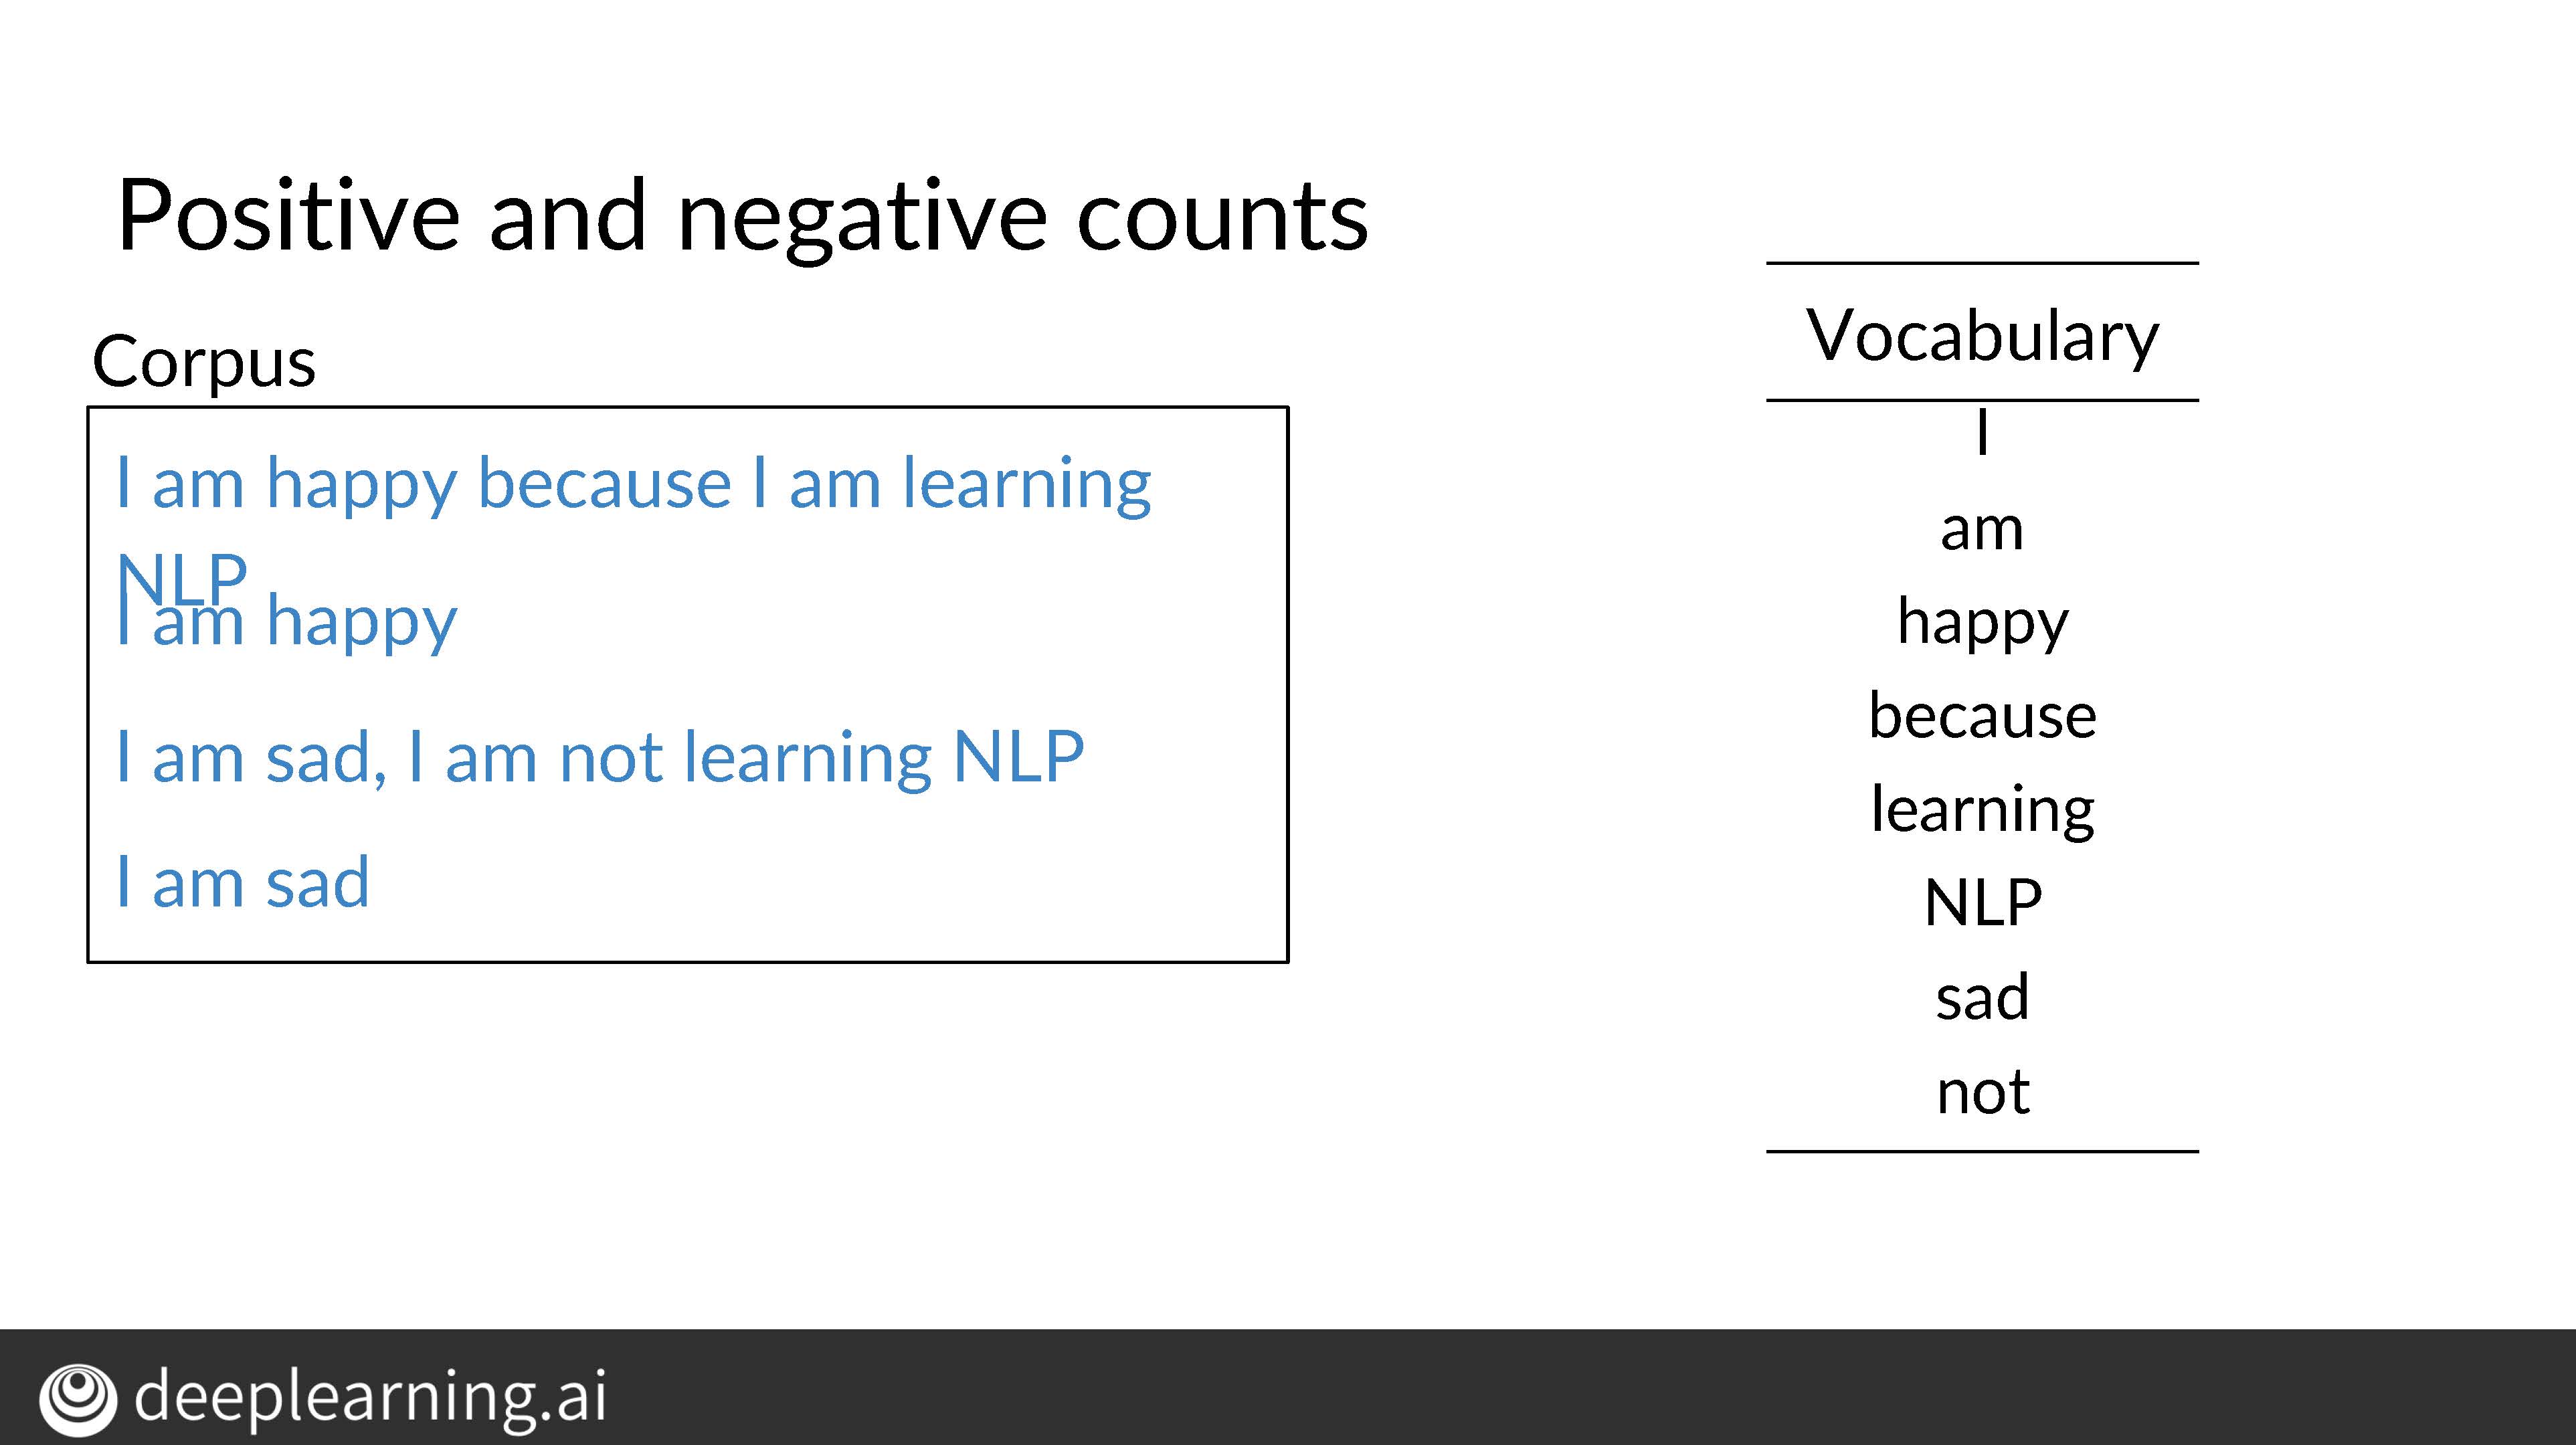 Positive and negative counts
Corpus
I am happy because I am learning
NLP
I am happy
I am sad, I am not learning NLP
I am sad
Vocabulary
I
am
happy
because
learning
NLP
sad
not
deeplearning.ai